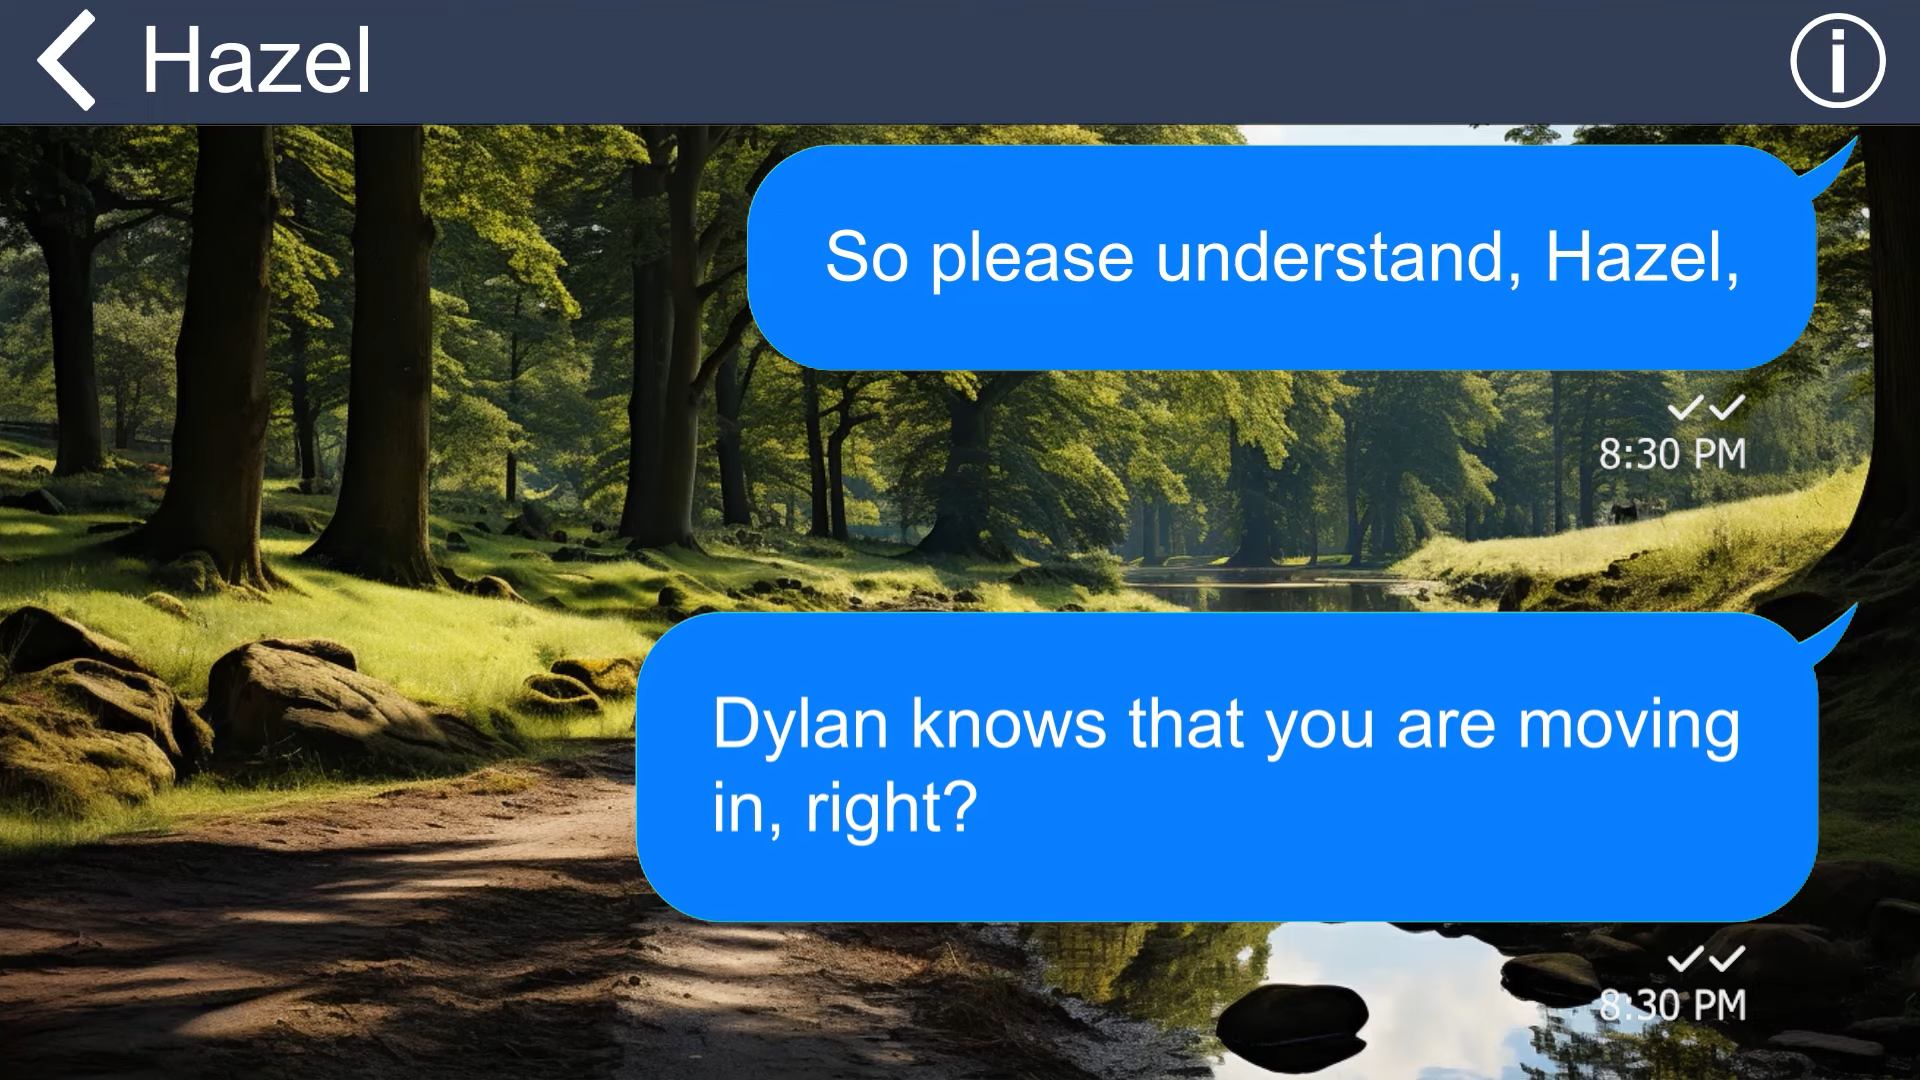 Hazel
So please understand, Hazel,
8:30 PM
Dylan knows that you are moving
in, right?
8:30 PM